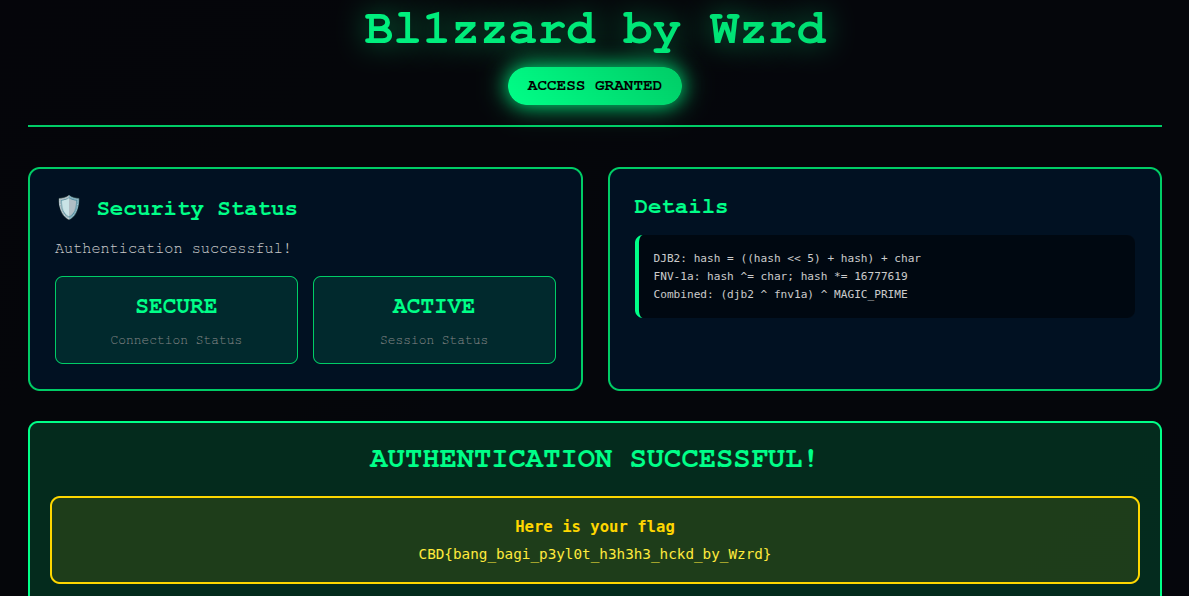 Bl1zzard by Wzrd
ACCESS GRANTED
Security Status
Authentication successful!
SECURE
Connection Status
ACTIVE
Session Status
Details
DJB2: hash = ((hash << 5) + hash) + char
FNV-1a: hash ^= char; hash *= 16777619
Combined: (djb2 ^ fnv1a) ^ MAGIC_PRIME
AUTHENTICATION SUCCESSFUL!
Here is your flag
CBD{bang_bagi_p3yl0t_h3h3h3_hckd_by_Wzrd}